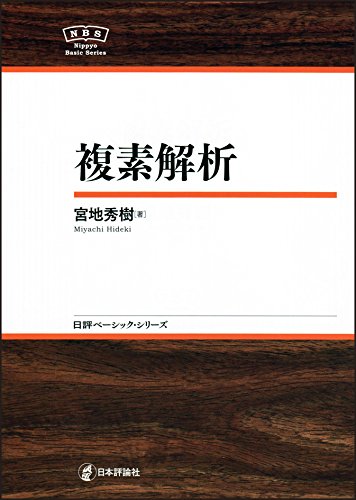 NBS
Nippyo
Basic Series
複素解析
宮地秀樹[著]
Miyachi Hideki
日評ベーシック・シリーズ
日本評論社